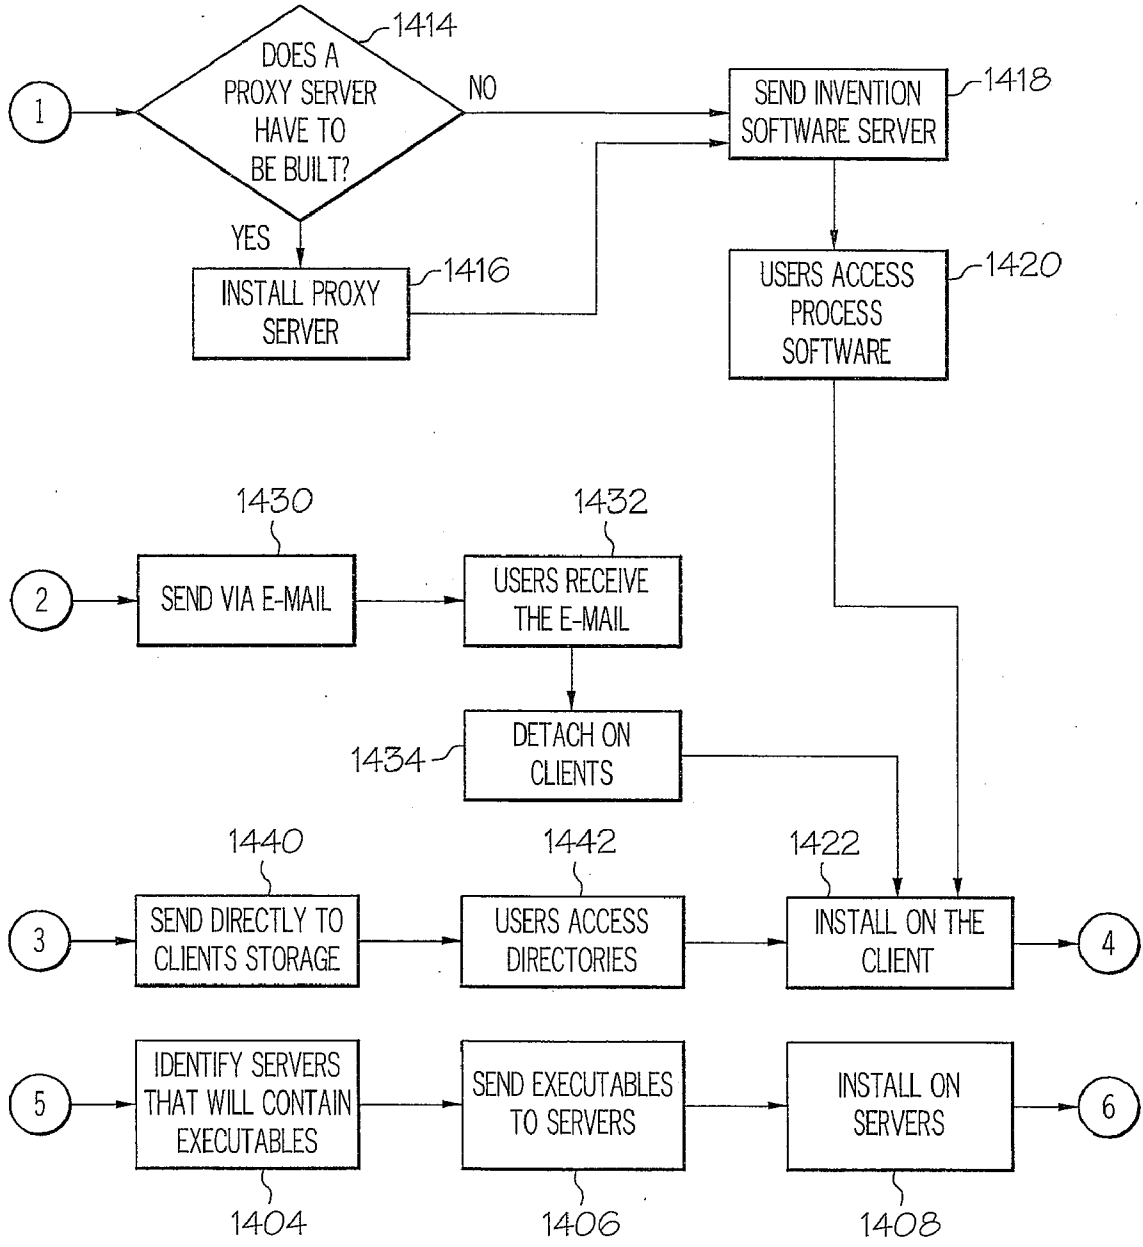 1414
DOES A
PROXY SERVER
HAVE TO
BE BUILT?
1
NO
YES
1416
INSTALL PROXY
SERVER
1418
SEND INVENTION
SOFTWARE SERVER
1420
USERS ACCESS
PROCESS
SOFTWARE
1430
2
SEND VIA E-MAIL
1432
USERS RECEIVE
THE E-MAIL
1434
DETACH ON
CLIENTS
1440
3
SEND DIRECTLY TO
CLIENTS STORAGE
1442
USERS ACCESS
DIRECTORIES
1422
INSTALL ON THE
CLIENT
4
5
IDENTIFY SERVERS
THAT WILL CONTAIN
EXECUTABLES
1404
SEND EXECUTABLES
TO SERVERS
1406
INSTALL ON
SERVERS
1408
6